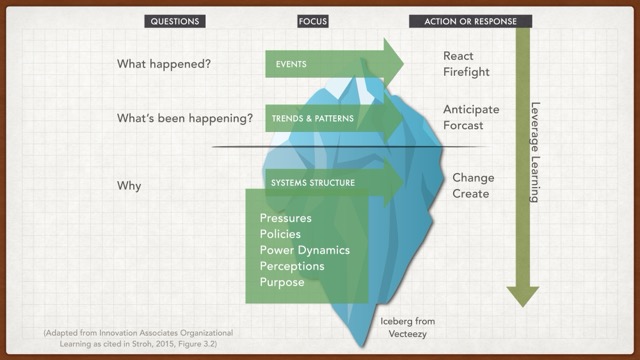 QUESTIONS
FOCUS
ACTION OR RESPONSE
What happened?
EVENTS
React
Firefight
What's been happening?
TRENDS & PATTERNS
Anticipate
Forcast
Why
SYSTEMS STRUCTURE
Change
Create
Pressures
Policies
Power Dynamics
Perceptions
Purpose
Leverage Learning
Iceberg from
Vecteezy
(Adapted from Innovation Associates Organizational
Learning as cited in Stroh, 2015, Figure 3.2)